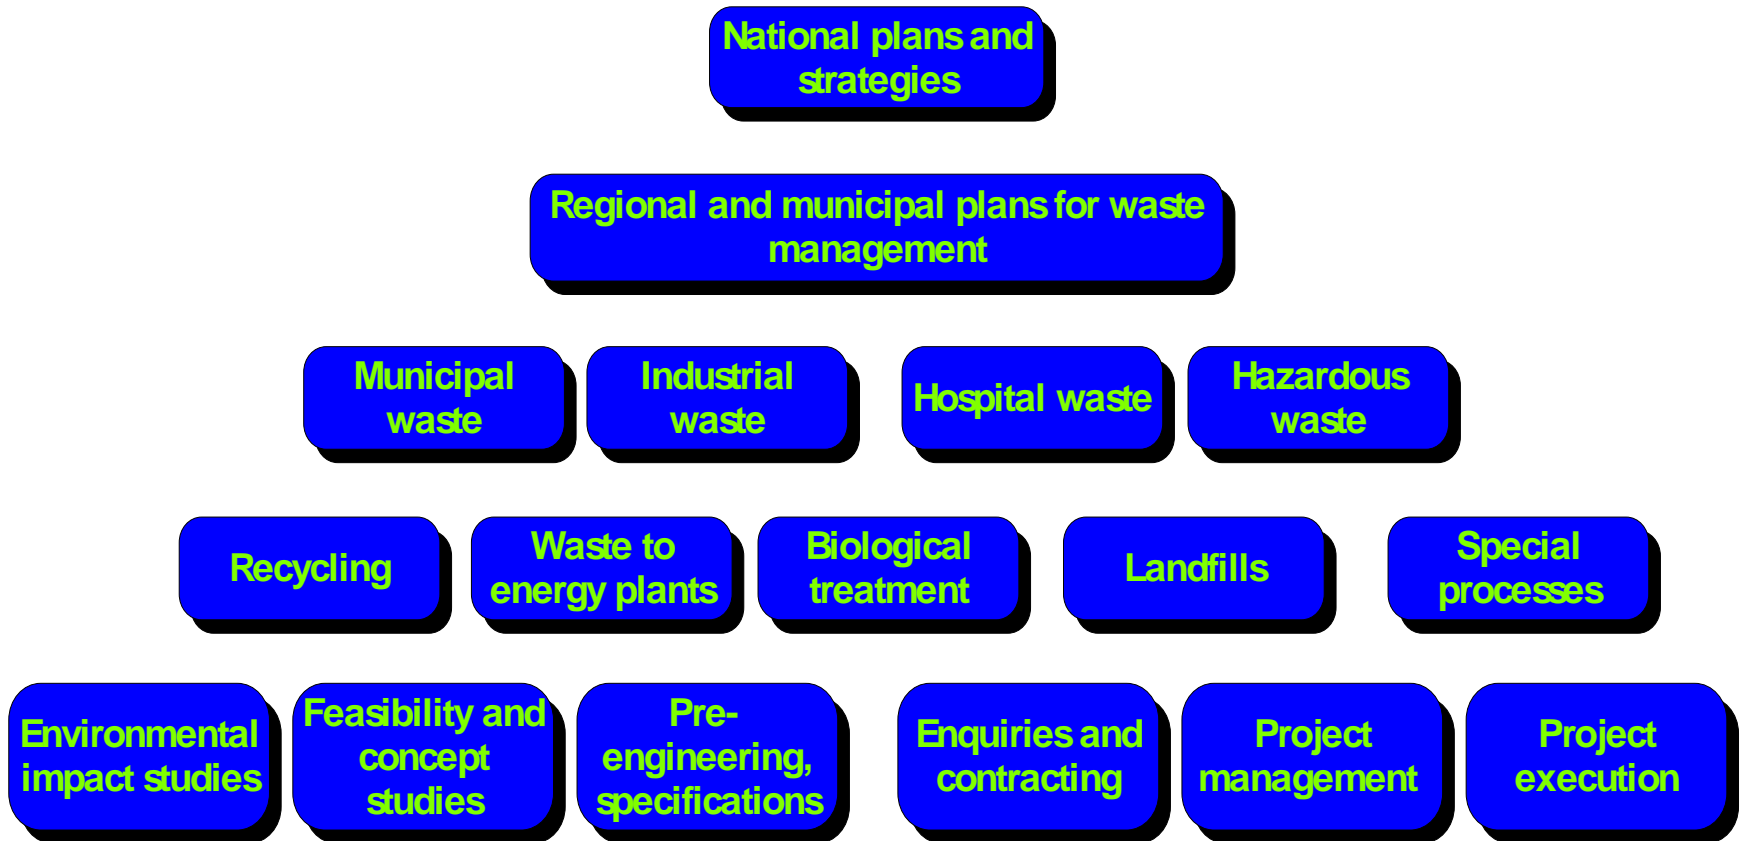 National plans and
strategies
Regional and municipal plans for waste
management
Municipal
waste
Industrial
waste
Hospital waste
Hazardous
waste
Recycling
Waste to
energy plants
Biological
treatment
Landfills
Special
processes
Environmental
impact studies
Feasibility and
concept
studies
Pre-
engineering,
specifications
Enquiries and
contracting
Project
management
Project
execution